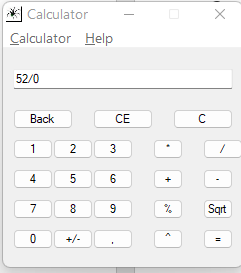 Calculator
Calculator Help
52/0
Back CE C
1 2 3 * /
4 5 6 + -
7 8 9 % Sqrt
0 +/- , ^ =